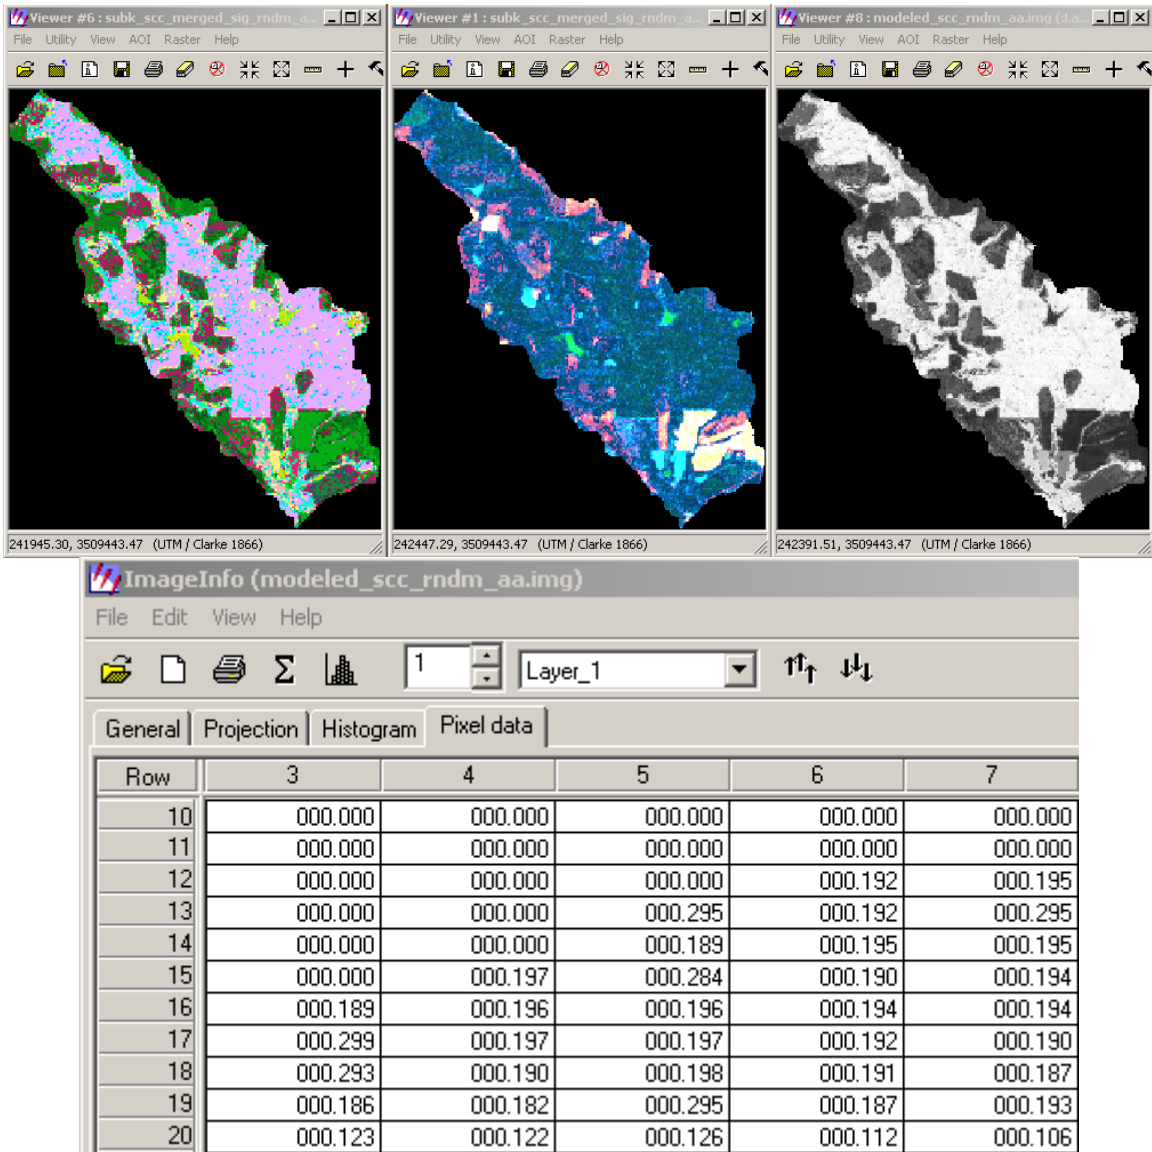 Viewer #6 : subk_scc_merged_sig_rndm_a...
Viewer #1 : subk_scc_merged_sig_rndm_a...
Viewer #8 : modeled_scc_rndm_aa.img (:La...
File Utility View AOI Raster Help
File Utility View AOI Raster Help
File Utility View AOI Raster Help
241945.30, 3509443.47 (UTM / Clarke 1866)
242447.29, 3509443.47 (UTM / Clarke 1866)
242391.51, 3509443.47 (UTM / Clarke 1866)
ImageInfo (modeled_scc_rndm_aa.img)
File Edit View Help
Σ 1 Layer_1
General Projection Histogram Pixel data
Row 3 4 5 6 7
10 000.000 000.000 000.000 000.000 000.000
11 000.000 000.000 000.000 000.000 000.000
12 000.000 000.000 000.000 000.192 000.195
13 000.000 000.000 000.295 000.192 000.295
14 000.000 000.000 000.189 000.195 000.195
15 000.000 000.197 000.284 000.190 000.194
16 000.189 000.196 000.196 000.194 000.194
17 000.299 000.197 000.197 000.192 000.190
18 000.293 000.190 000.198 000.191 000.187
19 000.186 000.182 000.295 000.187 000.193
20 000.123 000.122 000.126 000.112 000.106